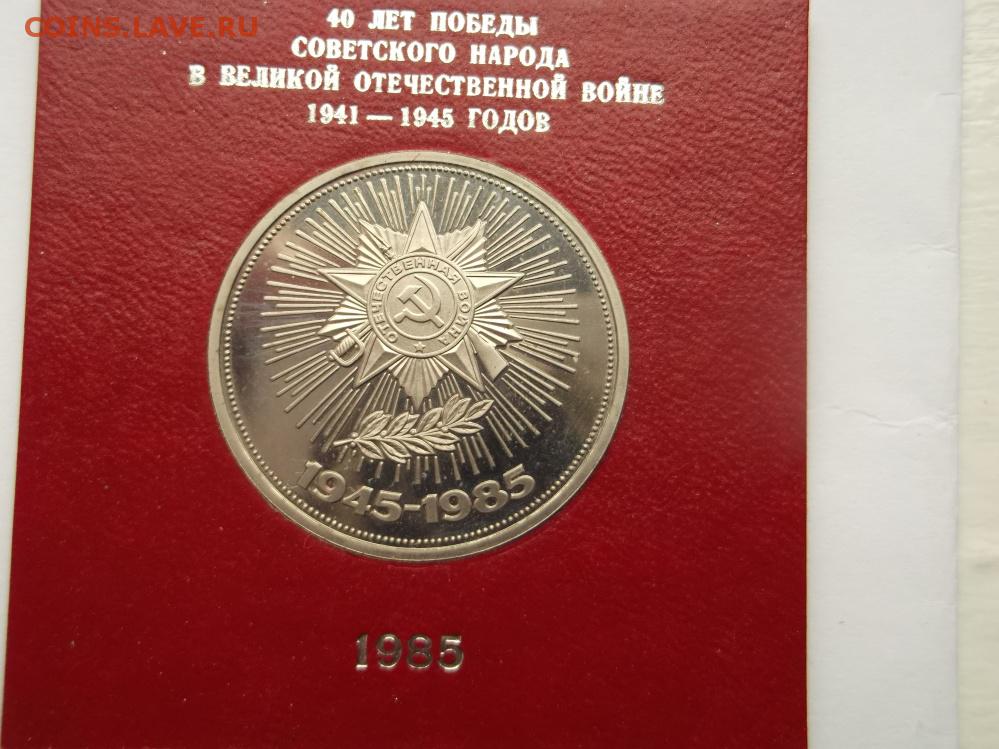 COINS.LAVE.RU
40 ЛЕТ ПОБЕДЫ
СОВЕТСКОГО НАРОДА
В ВЕЛИКОЙ ОТЕЧЕСТВЕННОЙ ВОЙНЕ
1941 — 1945 ГОДОВ
ОТЕЧЕСТВЕННАЯ ВОЙНА
1945-1985
1985